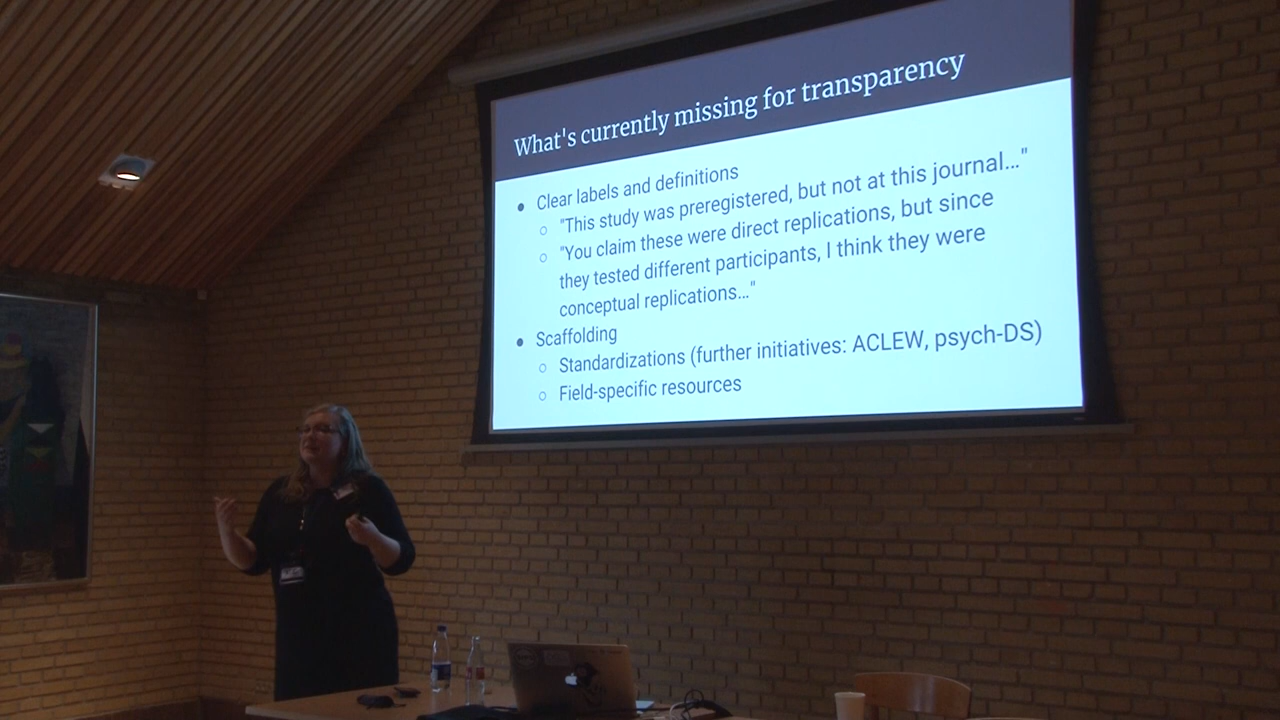 What's currently missing for transparency
● Clear labels and definitions
○ "This study was preregistered, but not at this journal..."
○ "You claim these were direct replications, but since
they tested different participants, I think they were
conceptual replications..."
● Scaffolding
○ Standardizations (further initiatives: ACLEW, psych-DS)
○ Field-specific resources